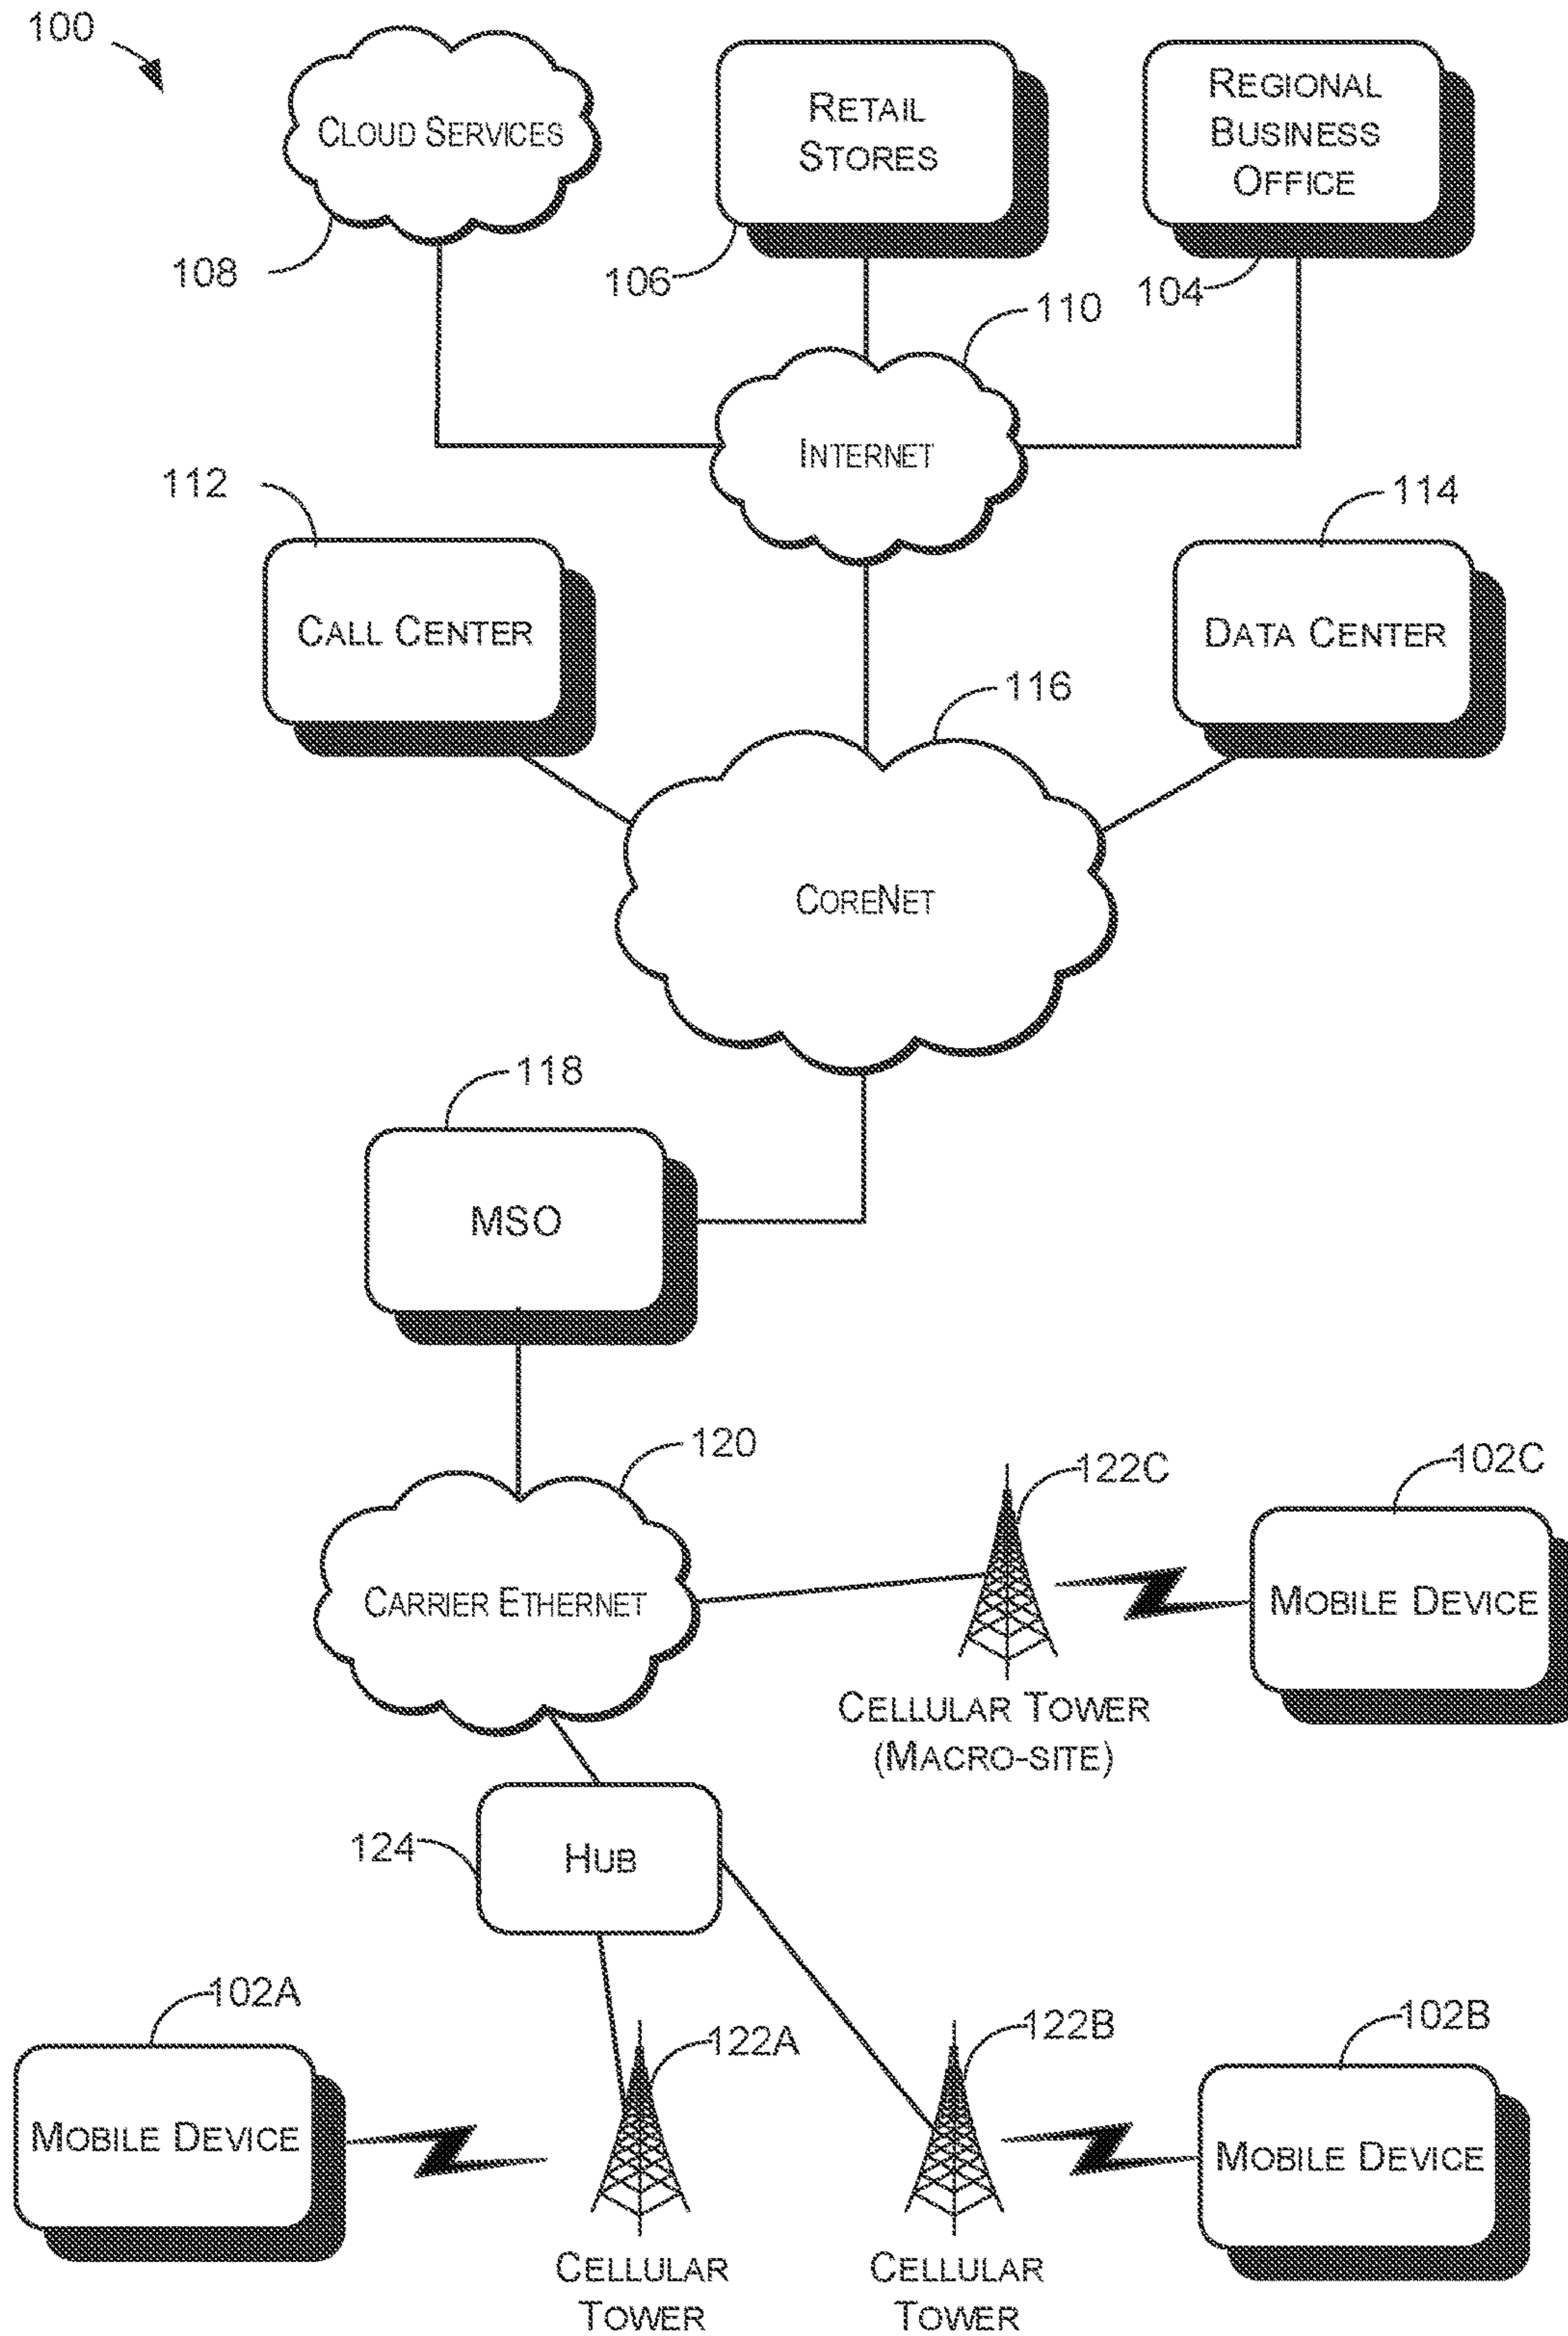 100
CLOUD SERVICES
RETAIL
STORES
REGIONAL
BUSINESS
OFFICE
108
106
104
110
INTERNET
112
114
CALL CENTER
DATA CENTER
116
CORENET
118
MSO
120
122C
102C
CARRIER ETHERNET
MOBILE DEVICE
CELLULAR TOWER
(MACRO-SITE)
124
HUB
102A
122A
122B
102B
MOBILE DEVICE
MOBILE DEVICE
CELLULAR
TOWER
CELLULAR
TOWER